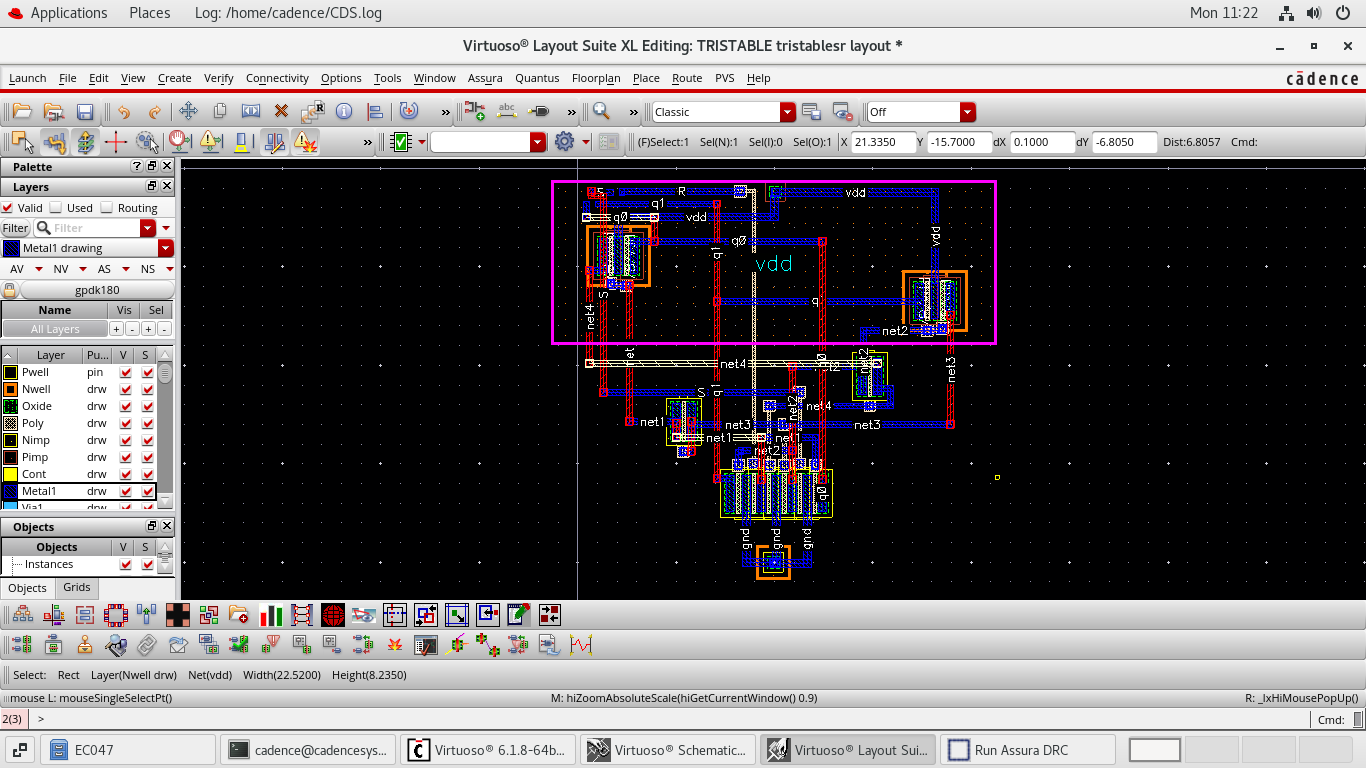 Applications Places Log: /home/cadence/CDS.log Mon 11:22
Virtuoso® Layout Suite XL Editing: TRISTABLE tristablesr layout *
Launch File Edit View Create Verify Connectivity Options Tools Window Assura Quantus Floorplan Place Route PVS Help cādence
» abc » » Classic Off
» (F)Select:1 Sel(N):1 Sel(I):0 Sel(O):1 X 21.3350 Y -15.7000 dX 0.1000 dY -6.8050 Dist:6.8057 Cmd:
Palette ?
Layers
Valid Used Routing
Filter Filter
Metal1 drawing
AV NV AS NS
gpdk180
Name Vis Sel
All Layers + - + -
Layer Pu... V S
Pwell pin
Nwell drw
Oxide drw
Poly drw
Nimp drw
Pimp drw
Cont drw
Metal1 drw
Via1 drw
Objects
Objects V S
Instances
Objects Grids
S R vdd
q1
q0 vdd
q0 vdd
q1
vdd
S
q
net4 net2
net4 net2 net3
S q1
net2 net4
net1 net3 net3
net1 net1
net2
q0
gnd gnd gnd
Select: Rect Layer(Nwell drw) Net(vdd) Width(22.5200) Height(8.2350)
mouse L: mouseSingleSelectPt() M: hiZoomAbsoluteScale(hiGetCurrentWindow() 0.9) R: _lxHiMousePopUp()
2(3) > Cmd:
EC047 cadence@cadencesys... Virtuoso® 6.1.8-64b... Virtuoso® Schematic... Virtuoso® Layout Sui... Run Assura DRC